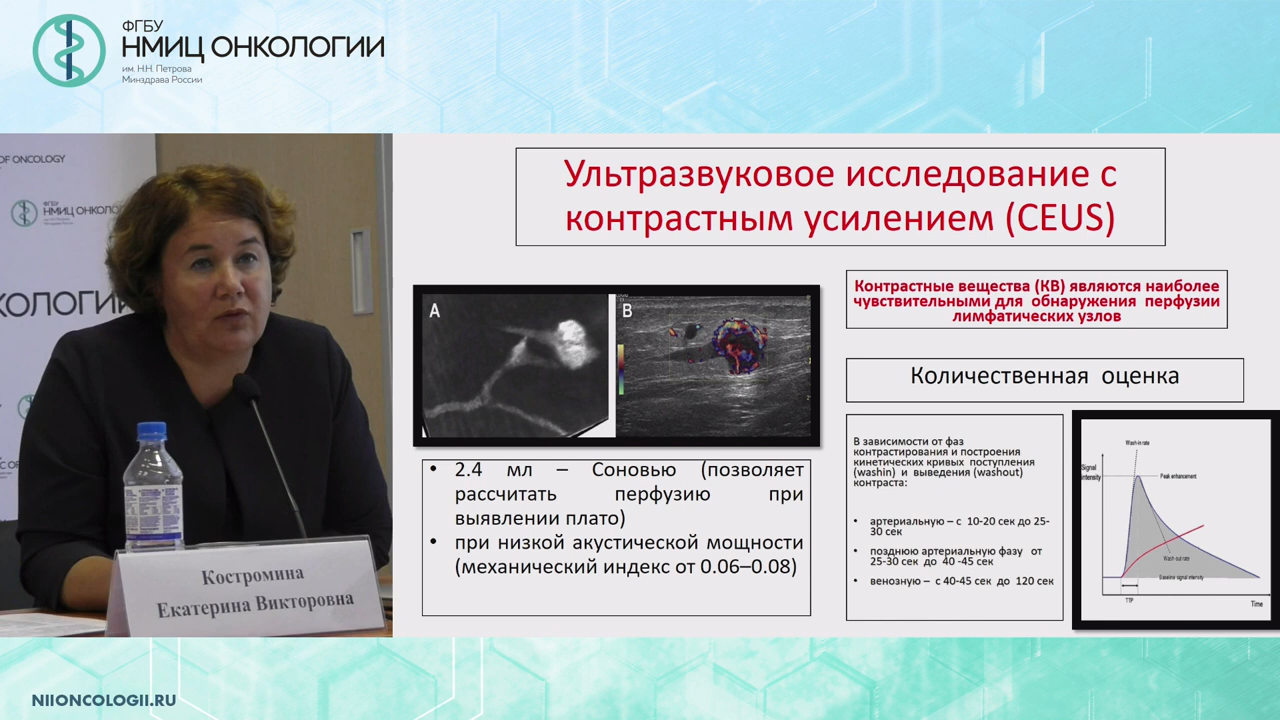 ФГБУ
НМИЦ ОНКОЛОГИИ
им. Н.Н. Петрова
Минздрава России
OF ONCOLOGY
ФГБУ
НМИЦ ОНКОЛО
КОЛОГИИ
Костромина
Екатерина Викторовна
Ультразвуковое исследование с
контрастным усилением (CEUS)
A
B
• 2.4 мл – Соновью (позволяет
рассчитать перфузию при
выявлении плато)
• при низкой акустической мощности
(механический индекс от 0.06–0.08)
Контрастные вещества (КВ) являются наиболее
чувствительными для обнаружения перфузии
лимфатических узлов
Количественная оценка
В зависимости от фаз
контрастирования и построения
кинетических кривых поступления
(washin) и выведения (washout)
контраста:
• артериальную – с 10-20 сек до 25-
30 сек
• позднюю артериальную фазу от
25-30 сек до 40 -45 сек
• венозную – с 40-45 сек до 120 сек
Wash-in rate
Signal
intensity
Peak enhancement
Wash-out rate
Baseline signal intensity
TTP
Time
NIIONCOLOGII.RU